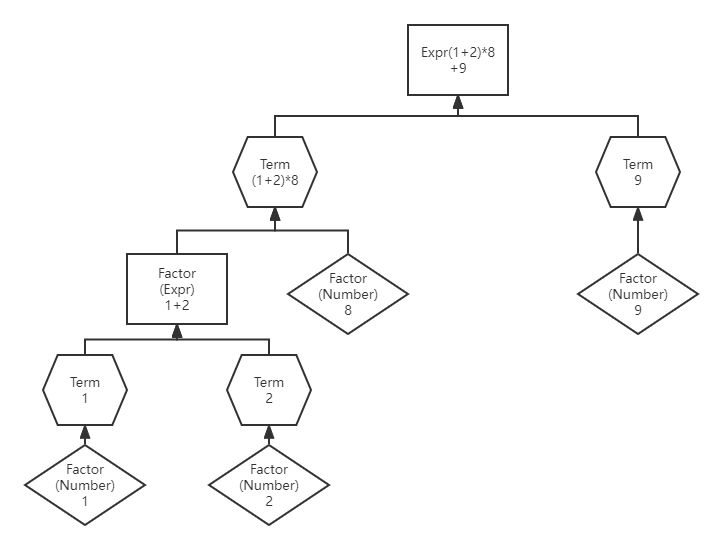 Expr(1+2)*8
+9
Term
(1+2)*8
Term
9
Factor
(Expr)
1+2
Factor
(Number)
8
Factor
(Number)
9
Term
1
Term
2
Factor
(Number)
1
Factor
(Number)
2